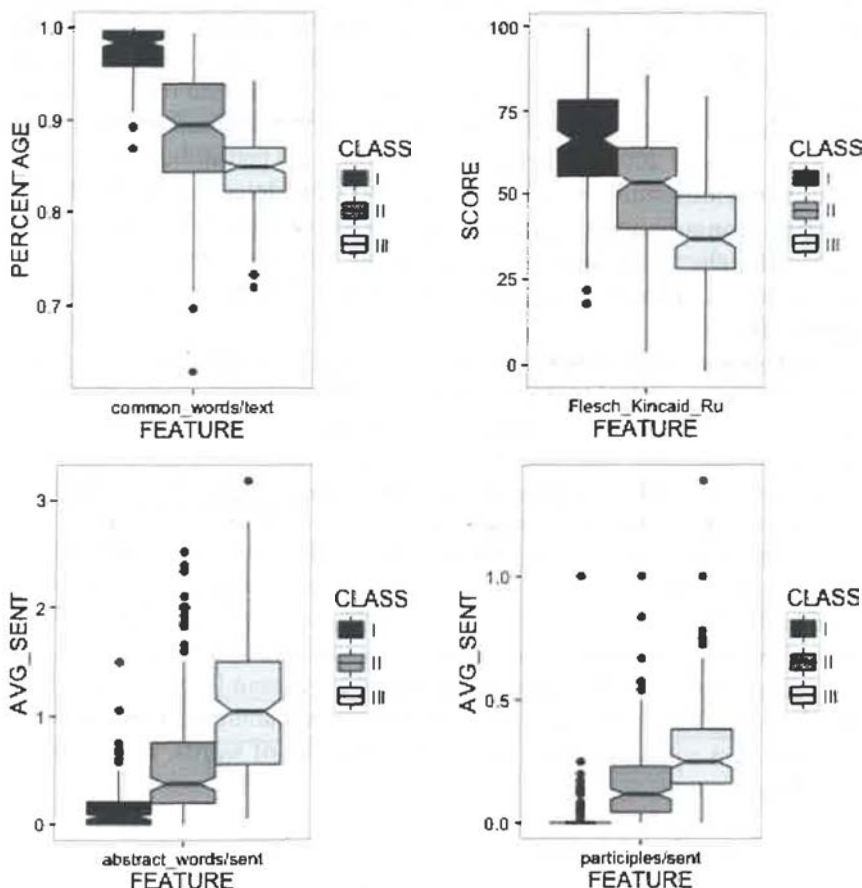 1.0
0.9
0.8
0.7
PERCENTAGE
common_words/text
FEATURE
CLASS
I
II
III
100
75
50
25
0
SCORE
Flesch_Kincaid_Ru
FEATURE
CLASS
I
II
III
3
2
1
0
AVG_SENT
abstract_words/sent
FEATURE
CLASS
I
II
III
1.0
0.5
0.0
AVG_SENT
participles/sent
FEATURE
CLASS
I
II
III